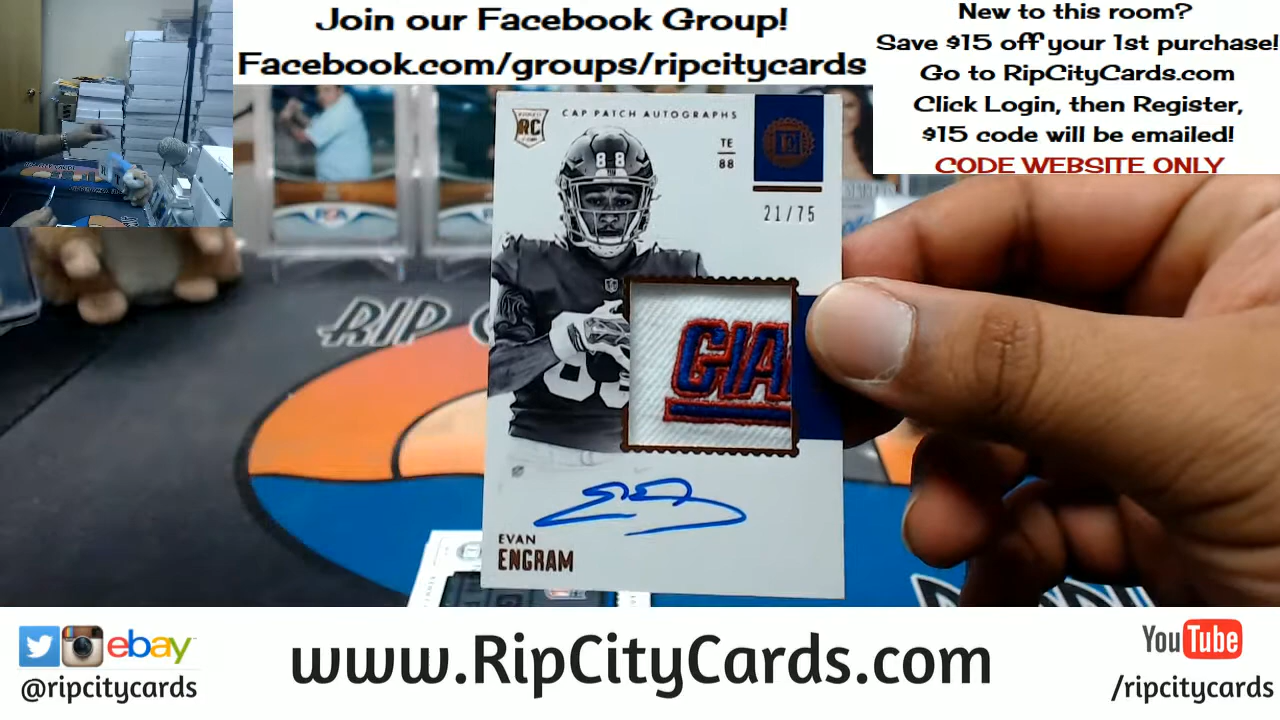 Join our Facebook Group!
Facebook.com/groups/ripcitycards
New to this room?
Save $15 off your 1st purchase!
Go to RipCityCards.com
Click Login, then Register,
$15 code will be emailed!
CODE WEBSITE ONLY
RC
CAP PATCH AUTOGRAPHS
TE
88
21/75
88
GIA
EVAN
ENGRAM
RIP
ebay
@ripcitycards
www.RipCityCards.com
YouTube
/ripcitycards